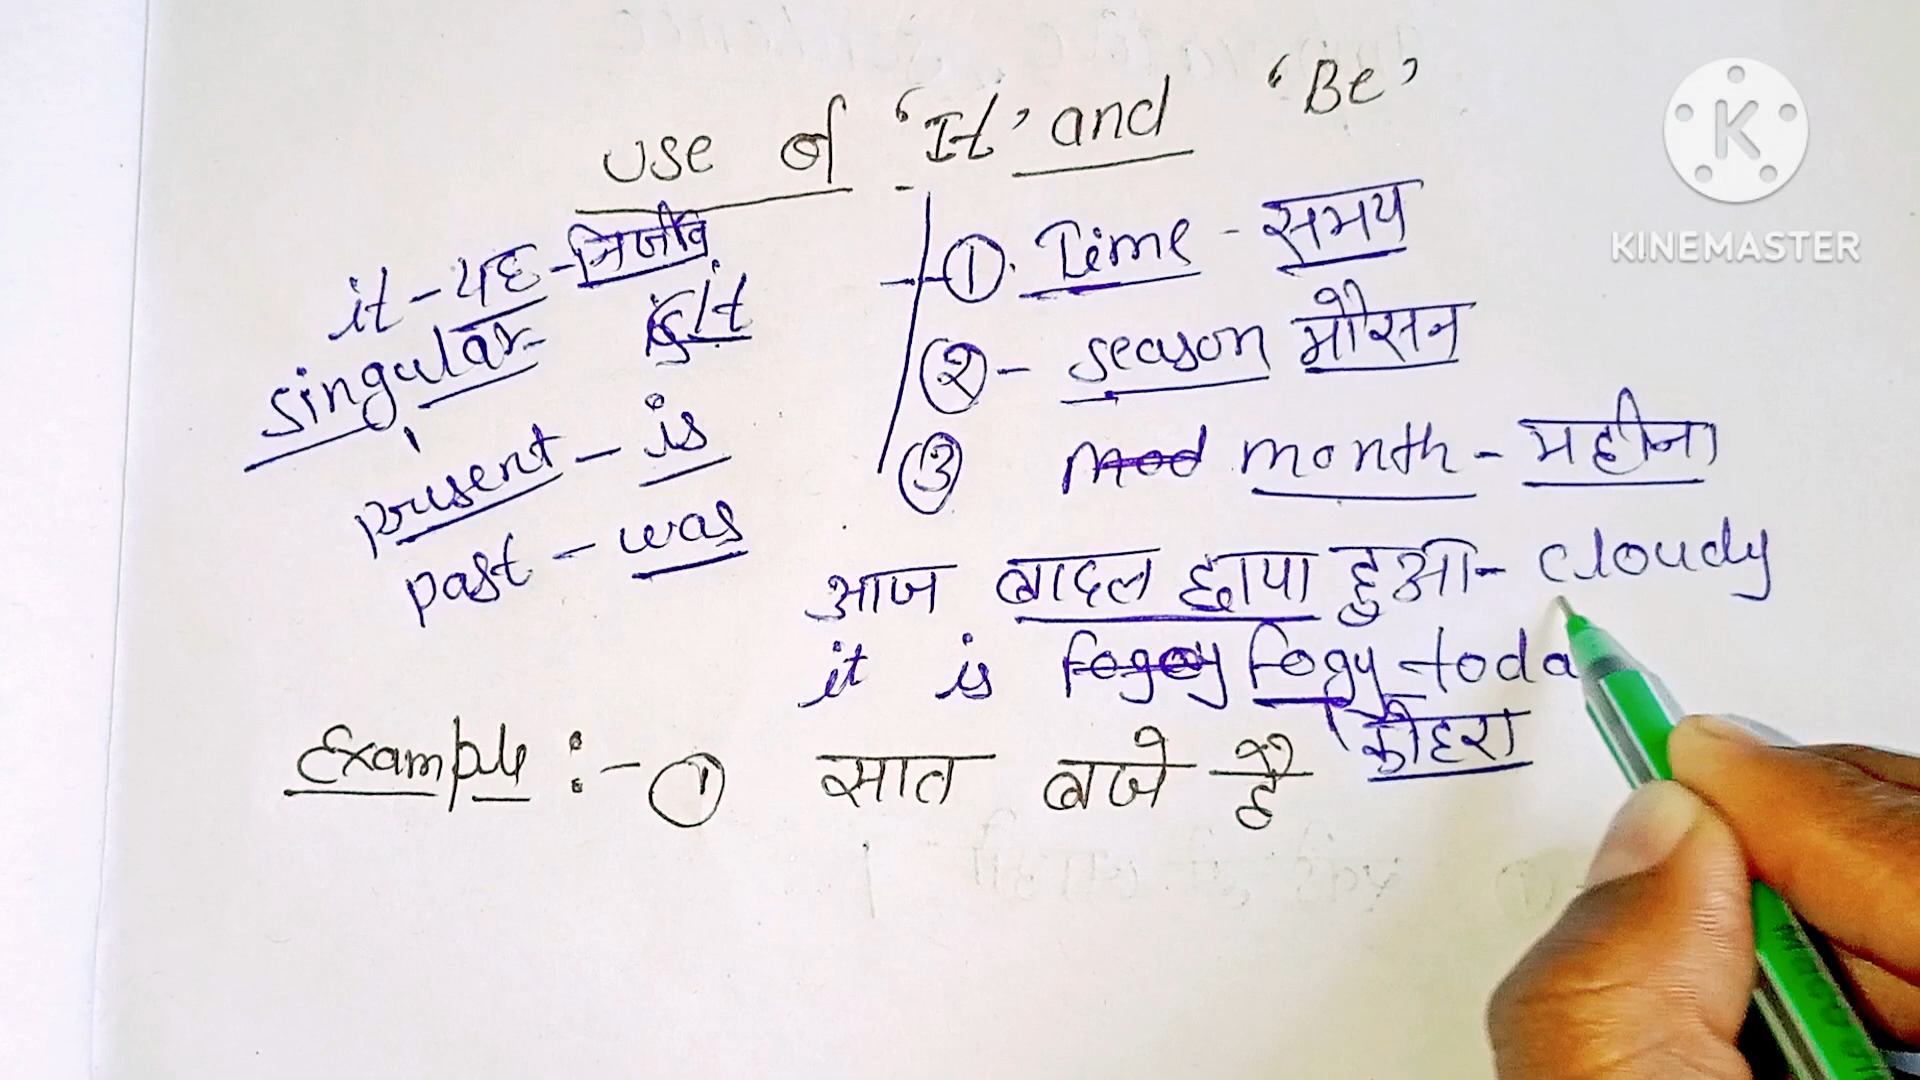 Use of 'It' and 'Be'
it - यह - निर्जीव
singular
present - is
past - was
① Time - समय
② - season मौसम
③ month - महीना
आज बादल छाया हुआ - cloudy
it is Fogy toda
कोहरा
Example :- ① सात बजे है
K
KINEMASTER